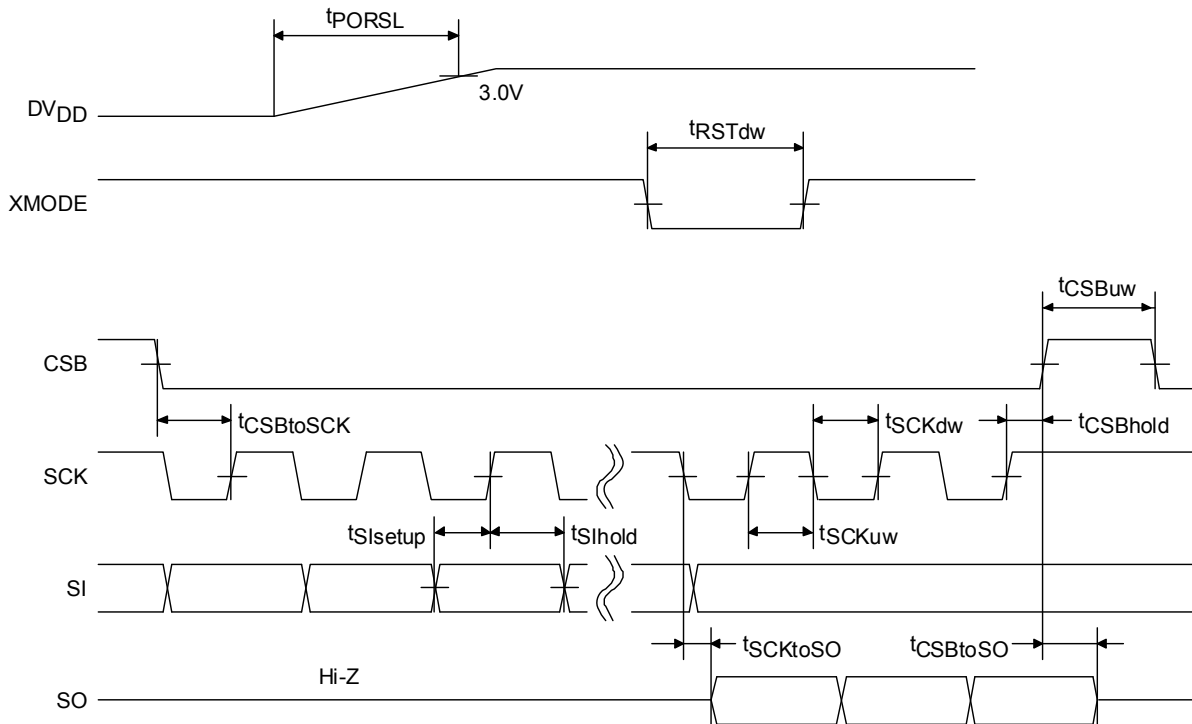 tPORSL
3.0V
DVDD
tRSTdw
XMODE
tCSBuw
CSB
tCSBtoSCK
tSCKdw
tCSBhold
SCK
tSIsetup
tSIhold
tSCKuw
SI
tSCKtoSO
tCSBtoSO
Hi-Z
SO